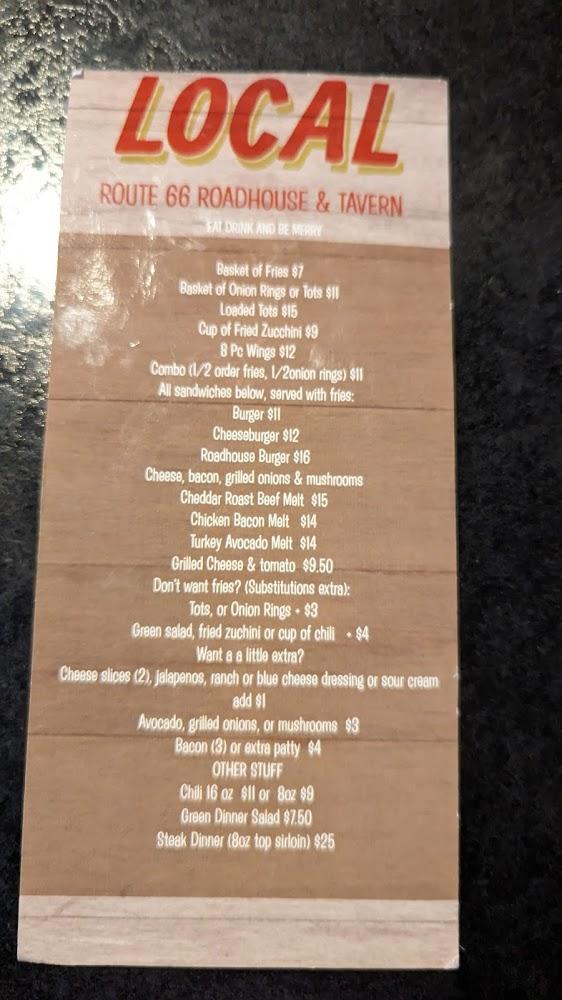 LOCAL
ROUTE 66 ROADHOUSE & TAVERN
EAT DRINK AND BE MERRY
Basket of Fries $7
Basket of Onion Rings or Tots $11
Loaded Tots $15
Cup of Fried Zucchini $9
8 Pc Wings $12
Combo (1/2 order fries, 1/2onion rings) $11
All sandwiches below, served with fries:
Burger $11
Cheeseburger $12
Roadhouse Burger $16
Cheese, bacon, grilled onions & mushrooms
Cheddar Roast Beef Melt $15
Chicken Bacon Melt $14
Turkey Avocado Melt $14
Grilled Cheese & tomato $9.50
Don't want fries? (Substitutions extra):
Tots, or Onion Rings + $3
Green salad, fried zuchini or cup of chili + $4
Want a a little extra?
Cheese slices (2), jalapenos, ranch or blue cheese dressing or sour cream
add $1
Avocado, grilled onions, or mushrooms $3
Bacon (3) or extra patty $4
OTHER STUFF
Chili 16 oz $11 or 8oz $9
Green Dinner Salad $7.50
Steak Dinner (8oz top sirloin) $25